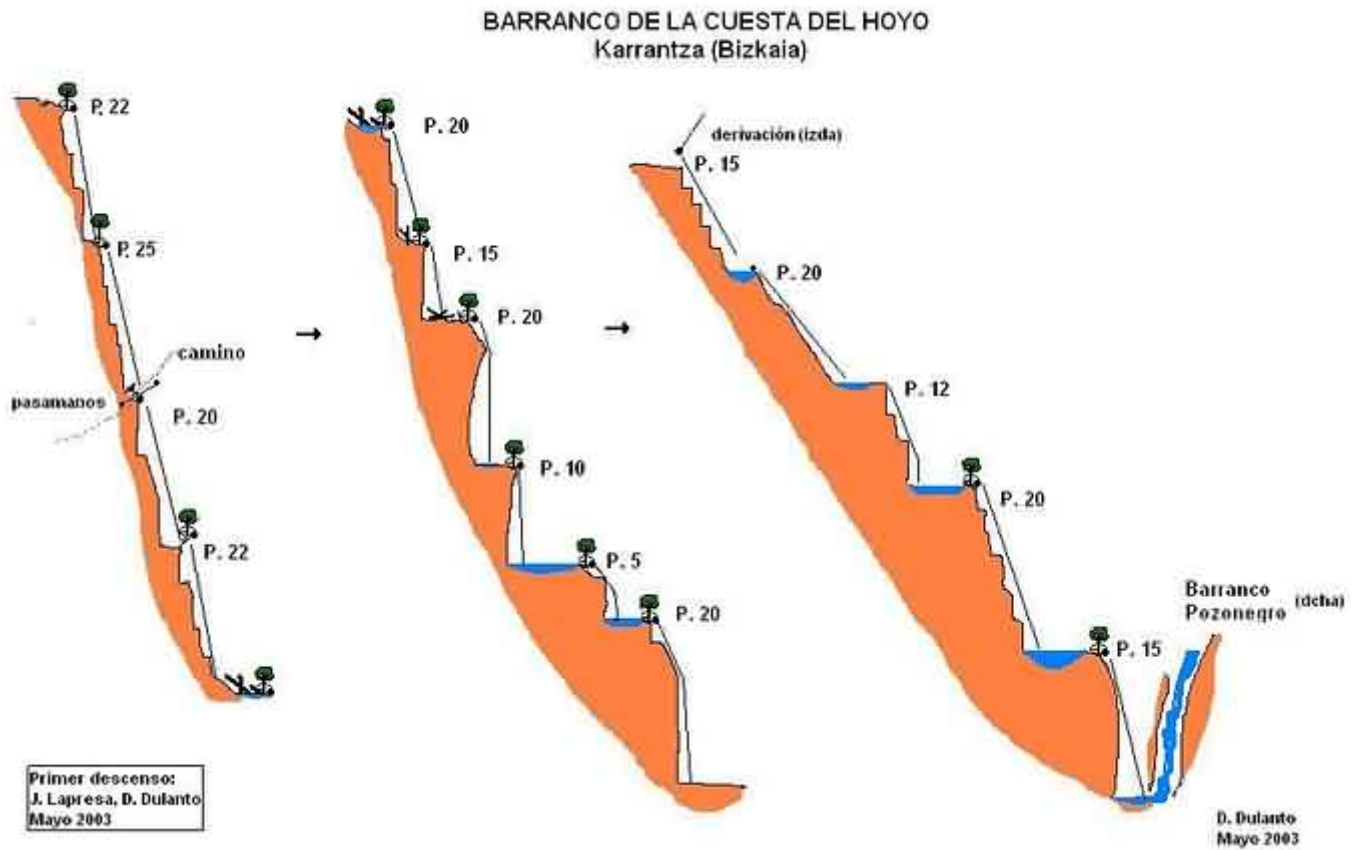 BARRANCO DE LA CUESTA DEL HOYO
Karrantza (Bizkaia)
P. 22
P. 25
camino
pasamanos
P. 20
P. 22
P. 20
P. 15
P. 20
P. 10
P. 5
P. 20
derivación (izda)
P. 15
P. 20
P. 12
P. 20
P. 15
Barranco
Pozonegro (dcha)
Primer descenso:
J. Lapresa, D. Dulanto
Mayo 2003
D. Dulanto
Mayo 2003